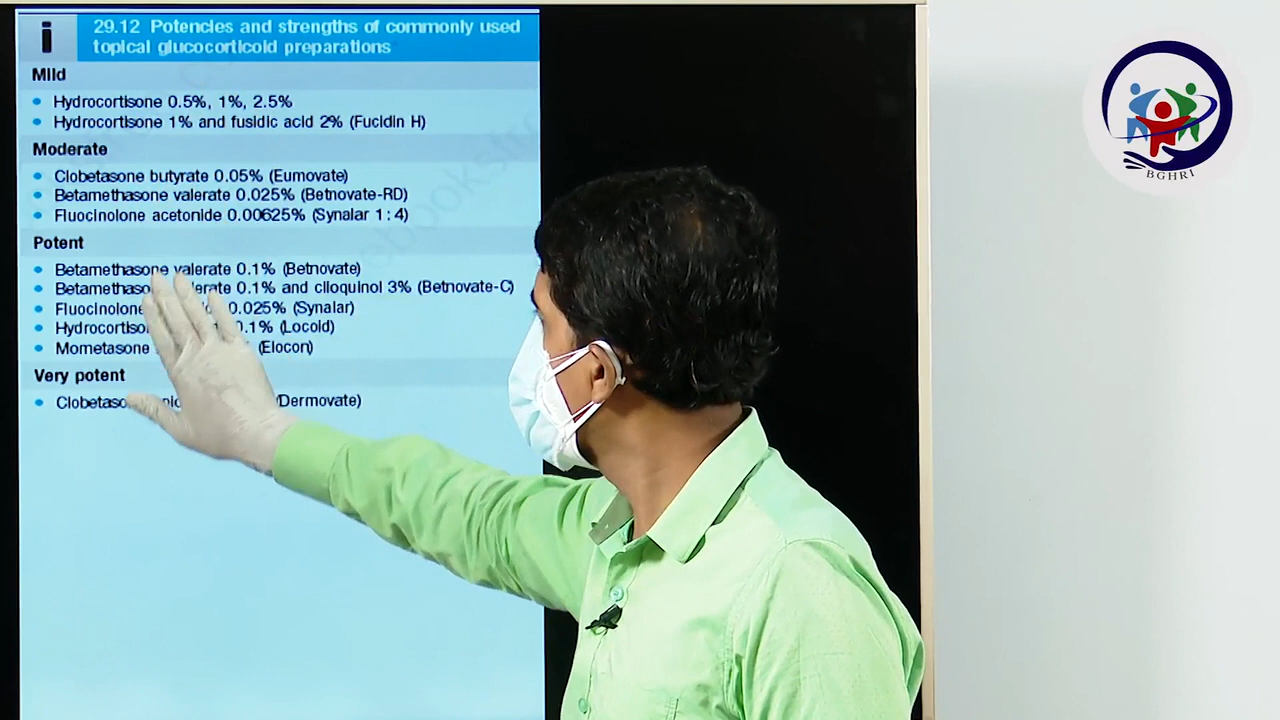 29.12 Potencies and strengths of commonly used
topical glucocorticoid preparations
Mild
• Hydrocortisone 0.5%, 1%, 2.5%
• Hydrocortisone 1% and fusidic acid 2% (Fucidin H)
Moderate
• Clobetasone butyrate 0.05% (Eumovate)
• Betamethasone valerate 0.025% (Betnovate-RD)
• Fluocinolone acetonide 0.00625% (Synalar 1 : 4)
Potent
• Betamethasone valerate 0.1% (Betnovate)
• 0.1% and clioquinol 3% (Betnovate-C)
• Fluocinolone 0.025% (Synalar)
• 0.1% (Locoid)
• Mometasone (Elocon)
Very potent
• Dermovate)
BGHRI